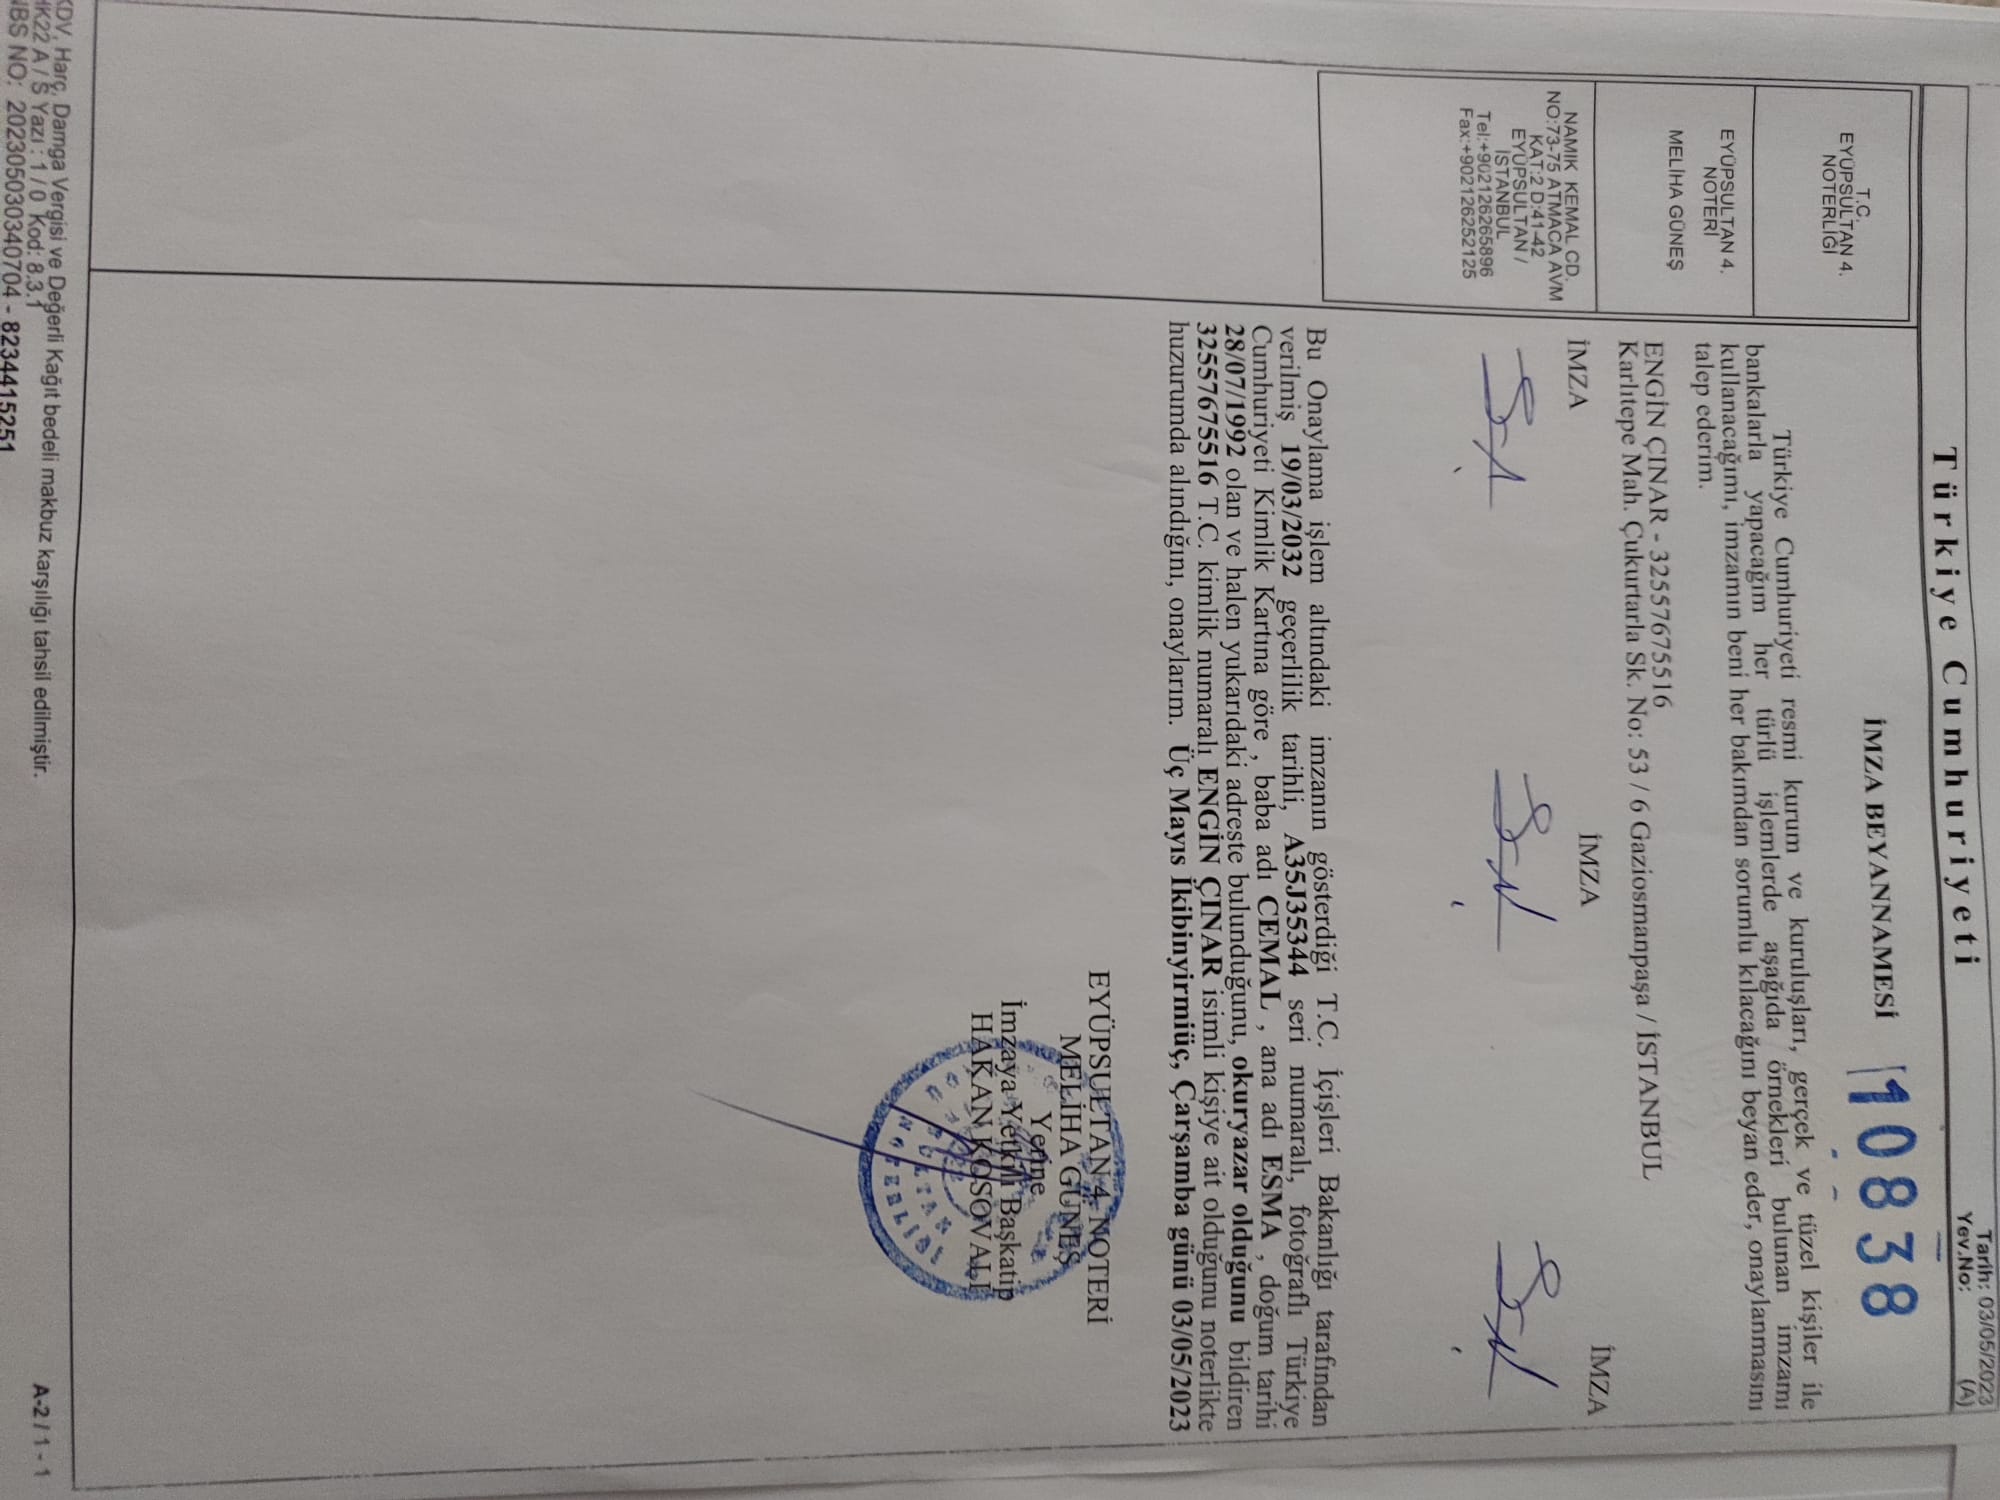 Tarih: 03/05/2023
Türkiye Cumhuriyeti
Yev.No: (A)
T.C.
EYÜPSULTAN 4.
NOTERLİĞİ
EYÜPSULTAN 4.
NOTERİ
MELİHA GÜNEŞ
NAMIK KEMAL CD.
NO:73-75 ATMACA AVM
KAT:2 D:41-42
EYÜPSULTAN /
İSTANBUL
Tel:+902126265896
Fax:+902126252125
İMZA BEYANNAMESİ
10838
Türkiye Cumhuriyeti resmi kurum ve kuruluşları, gerçek ve tüzel kişiler ile
bankalarla yapacağım her türlü işlemlerde aşağıda örnekleri bulunan imzamı
kullanacağımı, imzamın beni her bakımdan sorumlu kılacağını beyan eder, onaylanmasını
talep ederim.
ENGİN ÇINAR - 32557675516
Karlıtepe Mah. Çukurtarla Sk. No: 53 / 6 Gaziosmanpaşa / İSTANBUL
İMZA İMZA İMZA
Bu Onaylama işlem altındaki imzanın gösterdiği T.C. İçişleri Bakanlığı tarafından
verilmiş 19/03/2032 geçerlilik tarihli, A35J35344 seri numaralı, fotoğraflı Türkiye
Cumhuriyeti Kimlik Kartına göre , baba adı CEMAL , ana adı ESMA , doğum tarihi
28/07/1992 olan ve halen yukarıdaki adreste bulunduğunu, okuryazar olduğunu bildiren
32557675516 T.C. kimlik numaralı ENGİN ÇINAR isimli kişiye ait olduğunu noterlikte
huzurumda alındığını, onaylarım. Üç Mayıs İkibinyirmiüç, Çarşamba günü 03/05/2023
EYÜPSULTAN 4. NOTERİ
MELİHA GÜNEŞ
Yerine
İmzaya Yetkili Başkatip
HAKAN KOSOVALI
NOTERLİĞİ
KDV, Harç, Damga Vergisi ve Değerli Kağıt bedeli makbuz karşılığı tahsil edilmiştir.
HK22 A / S Yazı : 1 / 0 Kod: 8.3.1
A-2 / 1 - 1
NBS NO: 202305030340704 - 8234415251